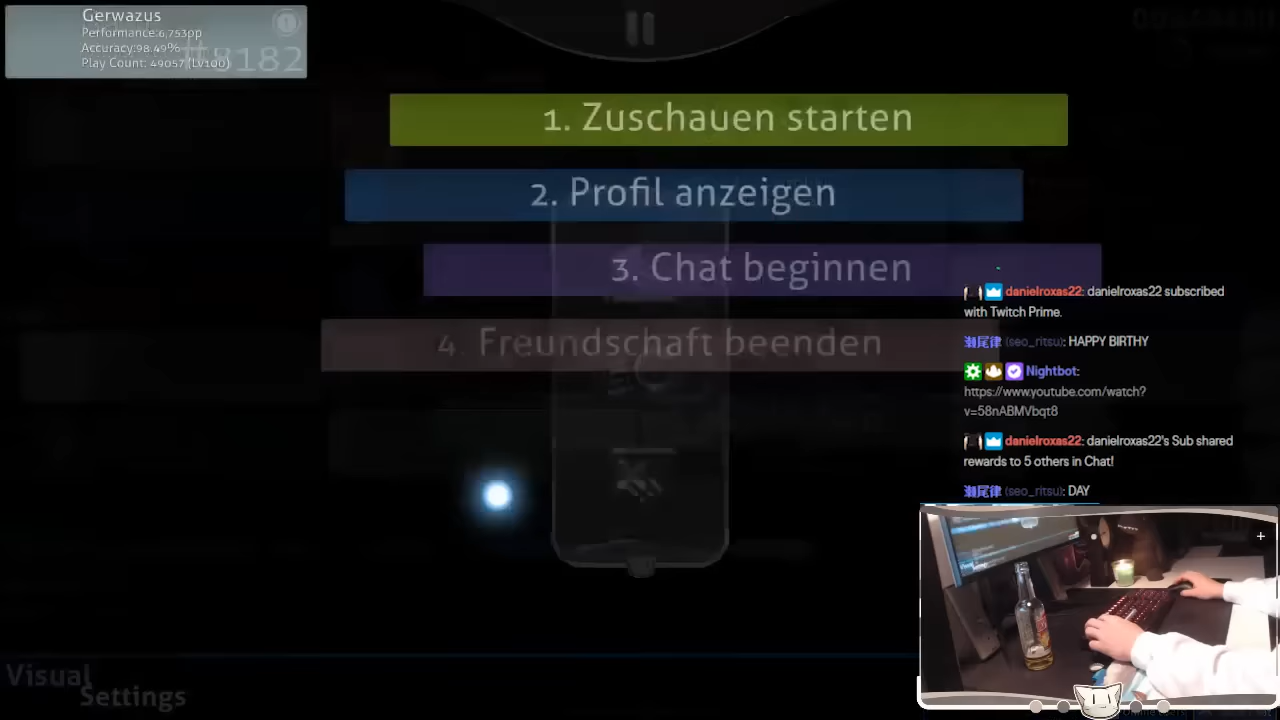 Gerwazus
Performance:6,753pp
Accuracy:98.49%
#8182
Play Count: 49057 (Lv100)
1. Zuschauen starten
2. Profil anzeigen
3. Chat beginnen
4. Freundschaft beenden
danielroxas22: danielroxas22 subscribed
with Twitch Prime.
瀬尾律 (seo_ritsu): HAPPY BIRTHY
Nightbot:
https://www.youtube.com/watch?
v=58nABMVbqt8
danielroxas22: danielroxas22's Sub shared
rewards to 5 others in Chat!
瀬尾律 (seo_ritsu): DAY
Visual
Settings